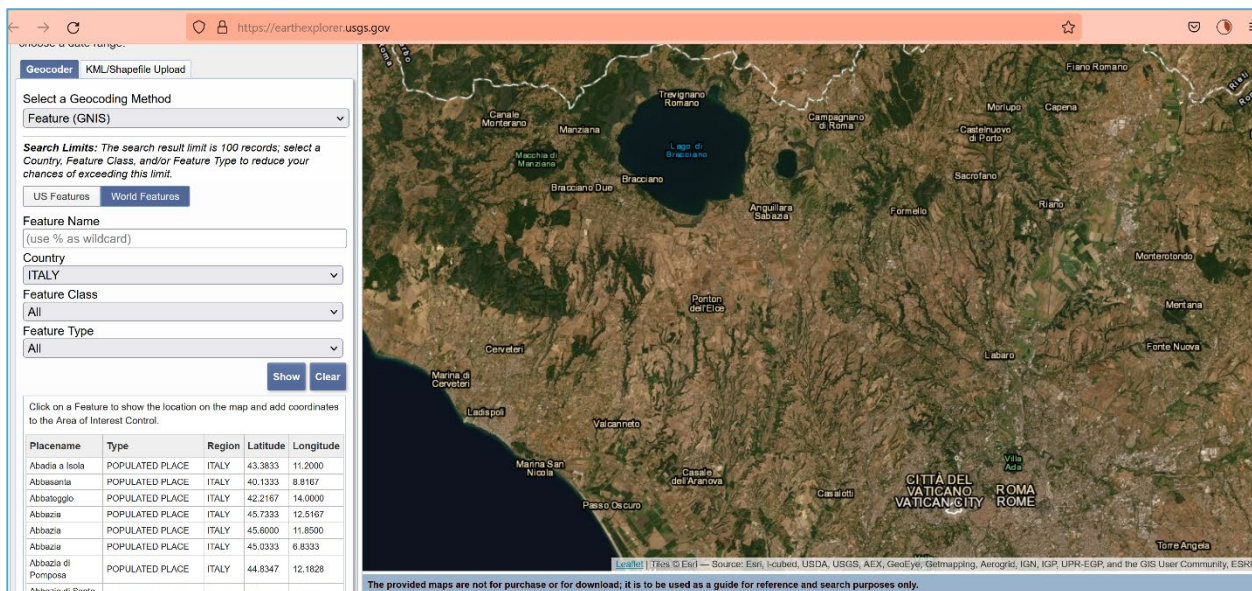 https://earthexplorer.usgs.gov
choose a date range.
Geocoder KML/Shapefile Upload
Select a Geocoding Method
Feature (GNIS)
Search Limits: The search result limit is 100 records; select a
Country, Feature Class, and/or Feature Type to reduce your
chances of exceeding this limit.
US Features World Features
Feature Name
(use % as wildcard)
Country
ITALY
Feature Class
All
Feature Type
All
Show Clear
Click on a Feature to show the location on the map and add coordinates
to the Area of Interest Control.
Placename Type Region Latitude Longitude
Abadia a Isola POPULATED PLACE ITALY 43.3833 11.2000
Abbasanta POPULATED PLACE ITALY 40.1333 8.8167
Abbateggio POPULATED PLACE ITALY 42.2167 14.0000
Abbazia POPULATED PLACE ITALY 45.7333 12.5167
Abbazia POPULATED PLACE ITALY 45.6000 11.8500
Abbazia POPULATED PLACE ITALY 45.0333 6.8333
Abbazia di
Pomposa POPULATED PLACE ITALY 44.8347 12.1828
Abbazia di Santo
Roma
Viterbo
Fiano Romano
Rieti
Roma
Trevignano
Romano
Canale
Monterano
Manziana
Campagnano
di Roma
Morlupo
Capena
Castelnuovo
di Porto
Lago di
Bracciano
Macchia di
Manziana
Bracciano
Bracciano Due
Sacrofano
Anguillara
Sabazia
Formello
Riano
Monterotondo
Ponton
dell'Elce
Mentana
Cerveteri
Labaro
Fonte Nuova
Marina di
Cerveteri
Ladispoli
Valcanneto
Marina San
Nicola
Casale
dell'Aranova
Villa
Ada
Casalotti
CITTÀ DEL
VATICANO
VATICAN CITY
ROMA
ROME
Passo Oscuro
Torre Angela
Leaflet | Tiles © Esri — Source: Esri, i-cubed, USDA, USGS, AEX, GeoEye, Getmapping, Aerogrid, IGN, IGP, UPR-EGP, and the GIS User Community, ESRI
The provided maps are not for purchase or for download; it is to be used as a guide for reference and search purposes only.